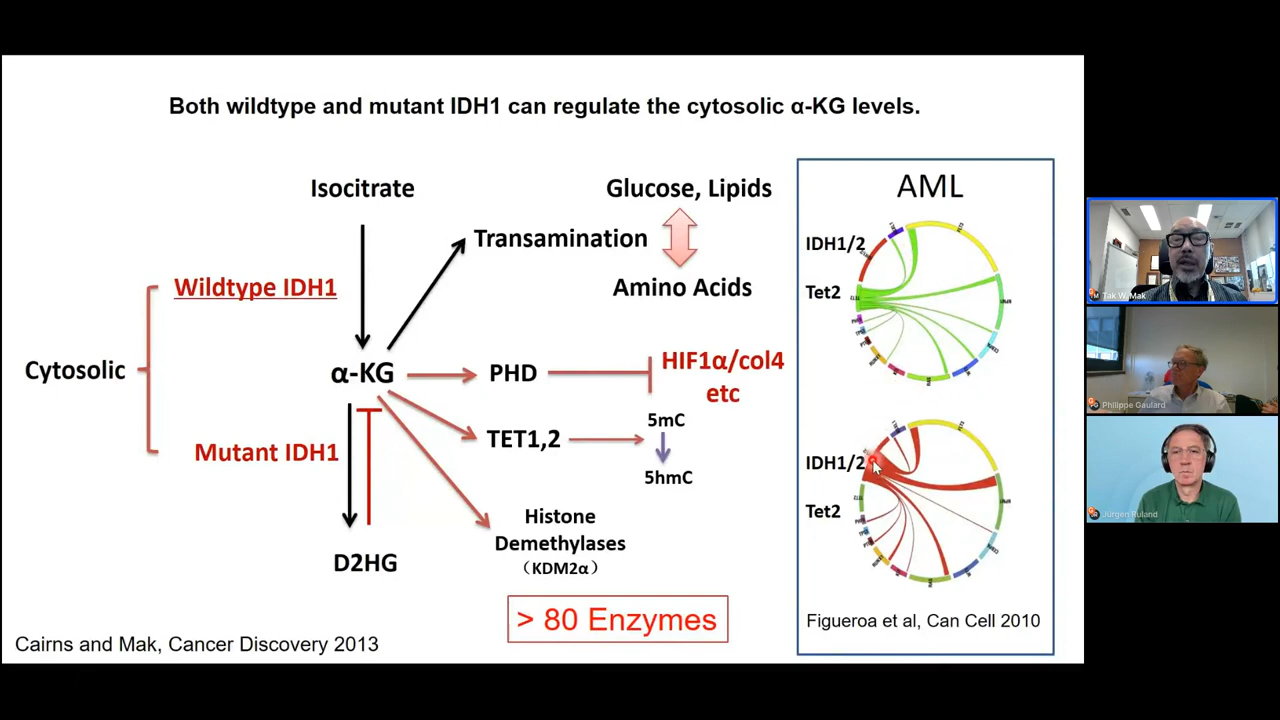 Both wildtype and mutant IDH1 can regulate the cytosolic α-KG levels.
Isocitrate
Glucose, Lipids
Transamination
Amino Acids
Wildtype IDH1
Cytosolic
α-KG
PHD
HIF1α/col4
etc
Mutant IDH1
TET1,2
5mC
5hmC
Histone
Demethylases
(KDM2α)
D2HG
> 80 Enzymes
Cairns and Mak, Cancer Discovery 2013
AML
IDH1/2
Tet2
IDH1/2
Tet2
Figueroa et al, Can Cell 2010
Tak W. Mak
Philippe Gaulard
Jürgen Ruland